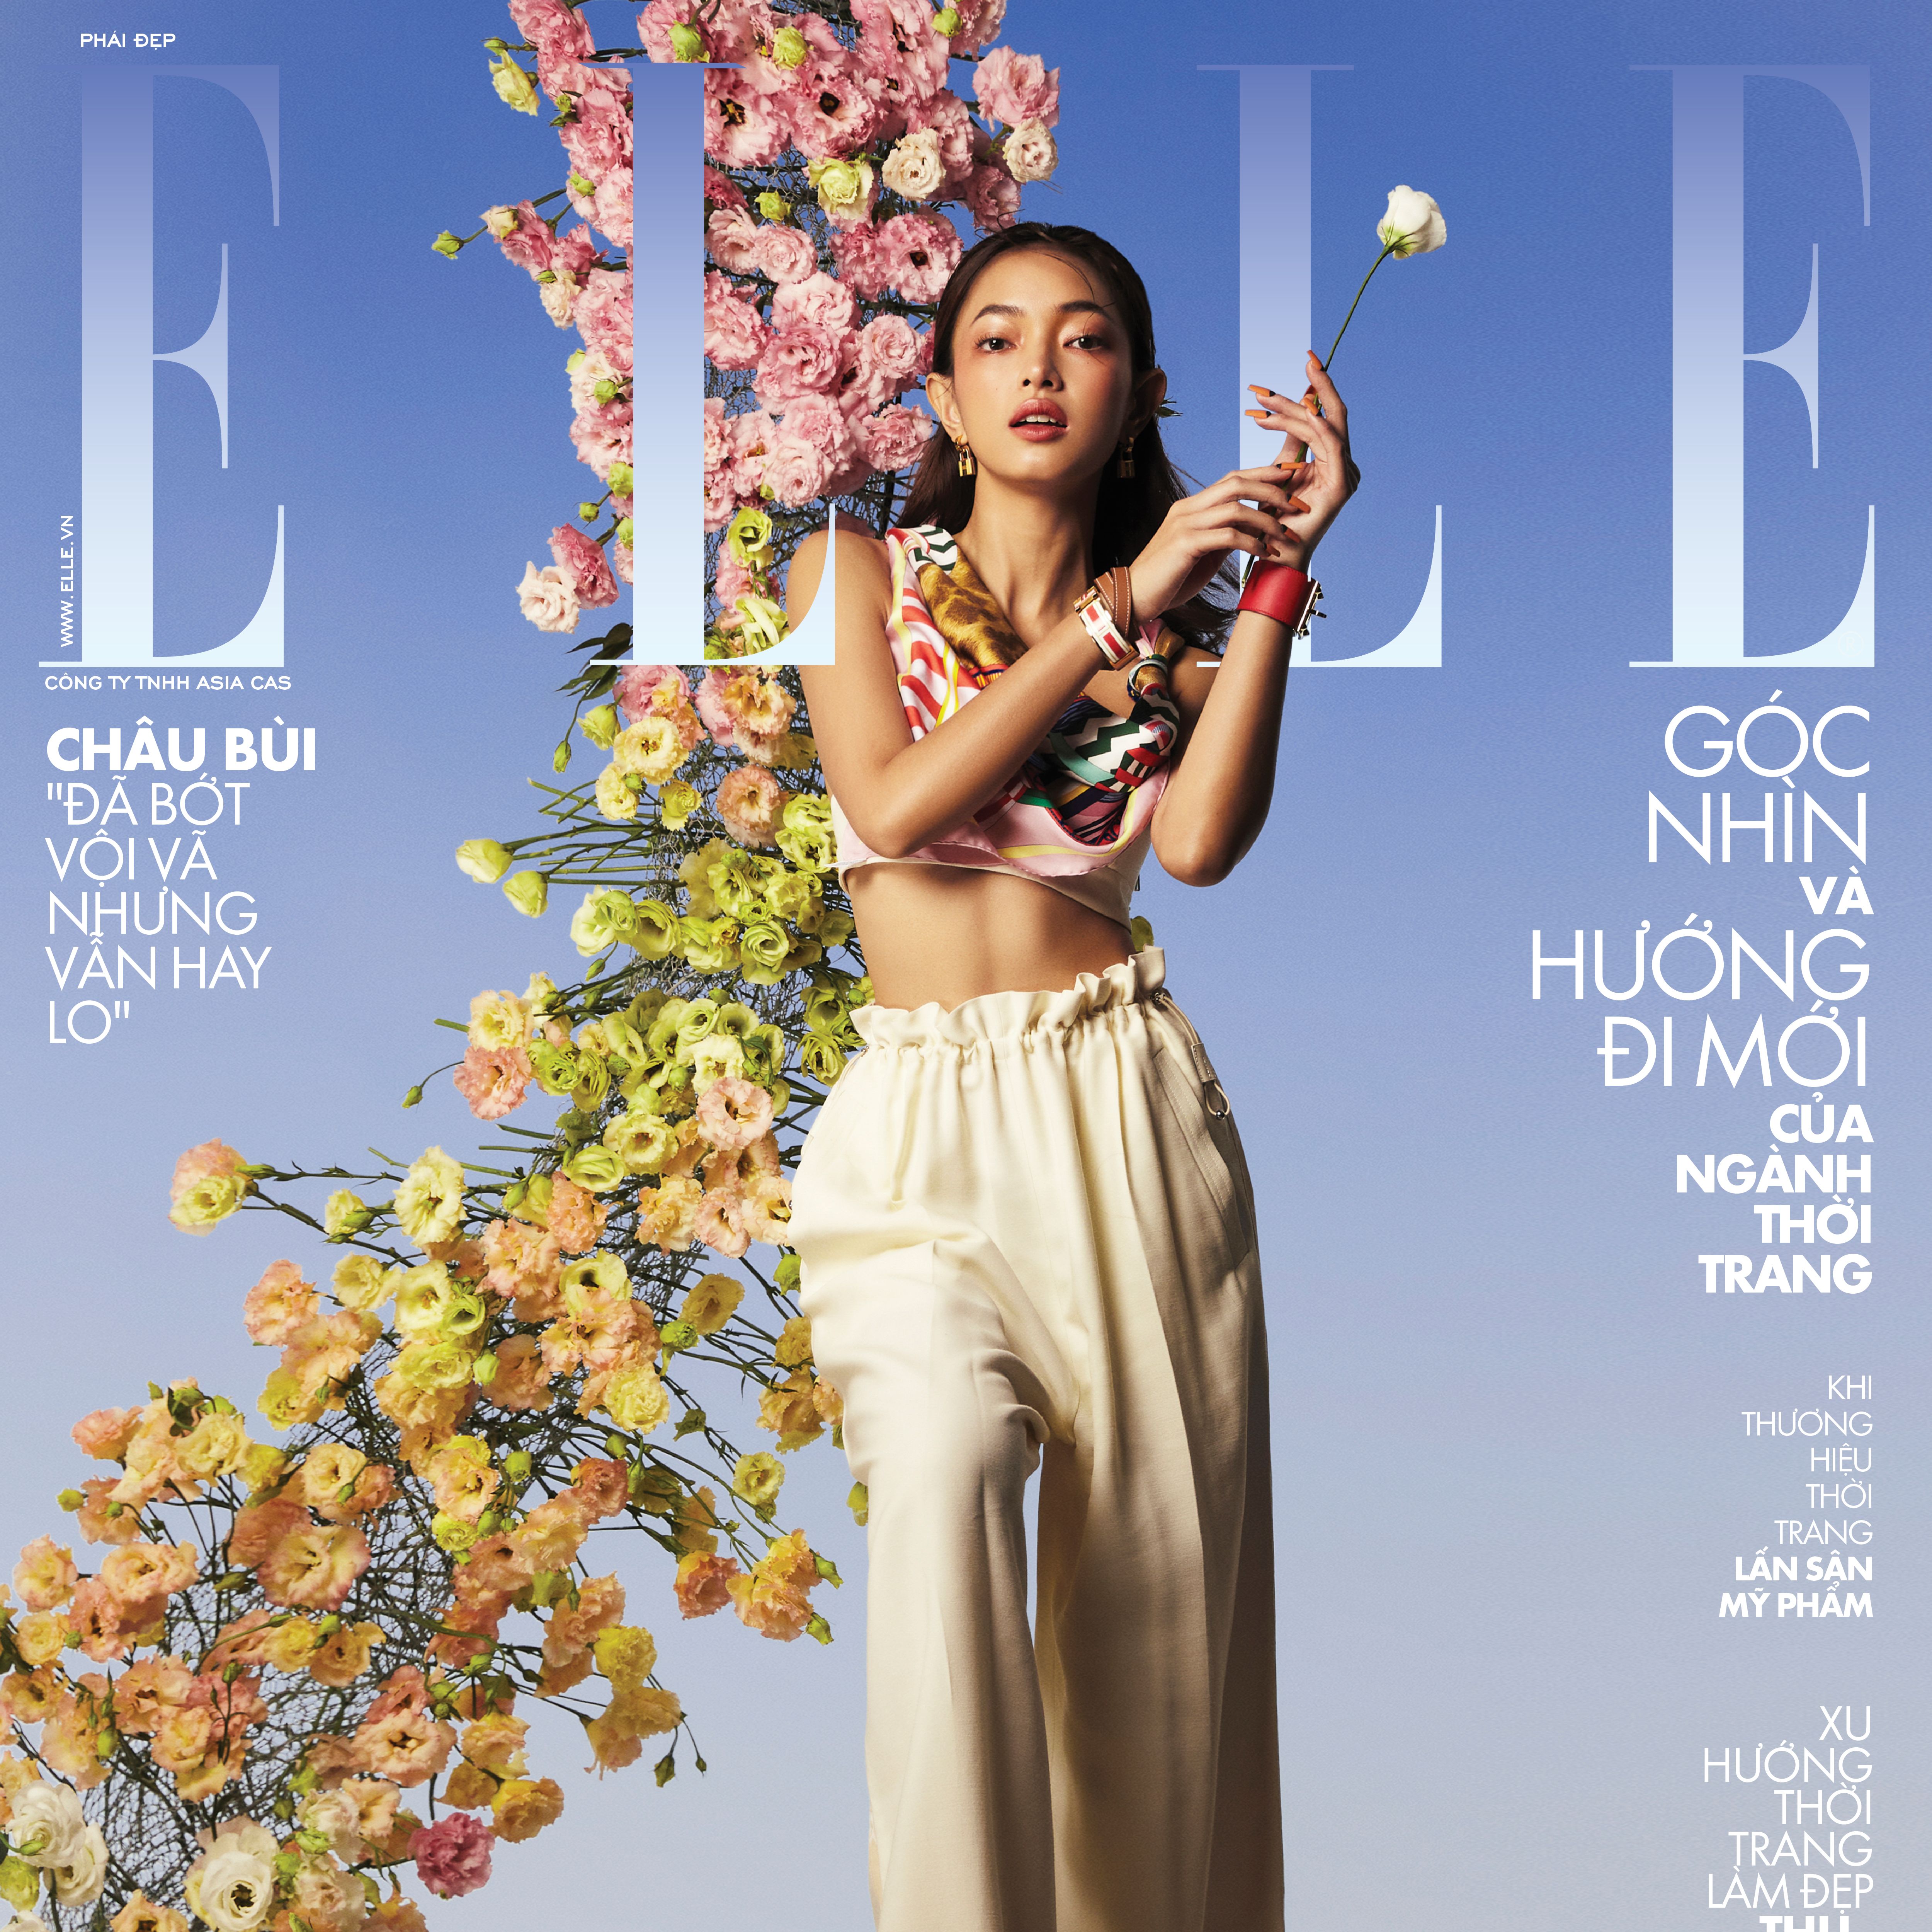 PHÁI ĐẸP
ELLE
WWW.ELLE.VN
CÔNG TY TNHH ASIA CAS
CHÂU BÙI
"ĐÃ BỚT
VỘI VÃ
NHƯNG
VẪN HAY
LO"
GÓC
NHÌN
VÀ
HƯỚNG
ĐI MỚI
CỦA
NGÀNH
THỜI
TRANG
KHI
THƯƠNG
HIỆU
THỜI
TRANG
LẤN SÂN
MỸ PHẨM
XU
HƯỚNG
THỜI
TRANG
LÀM ĐẸP